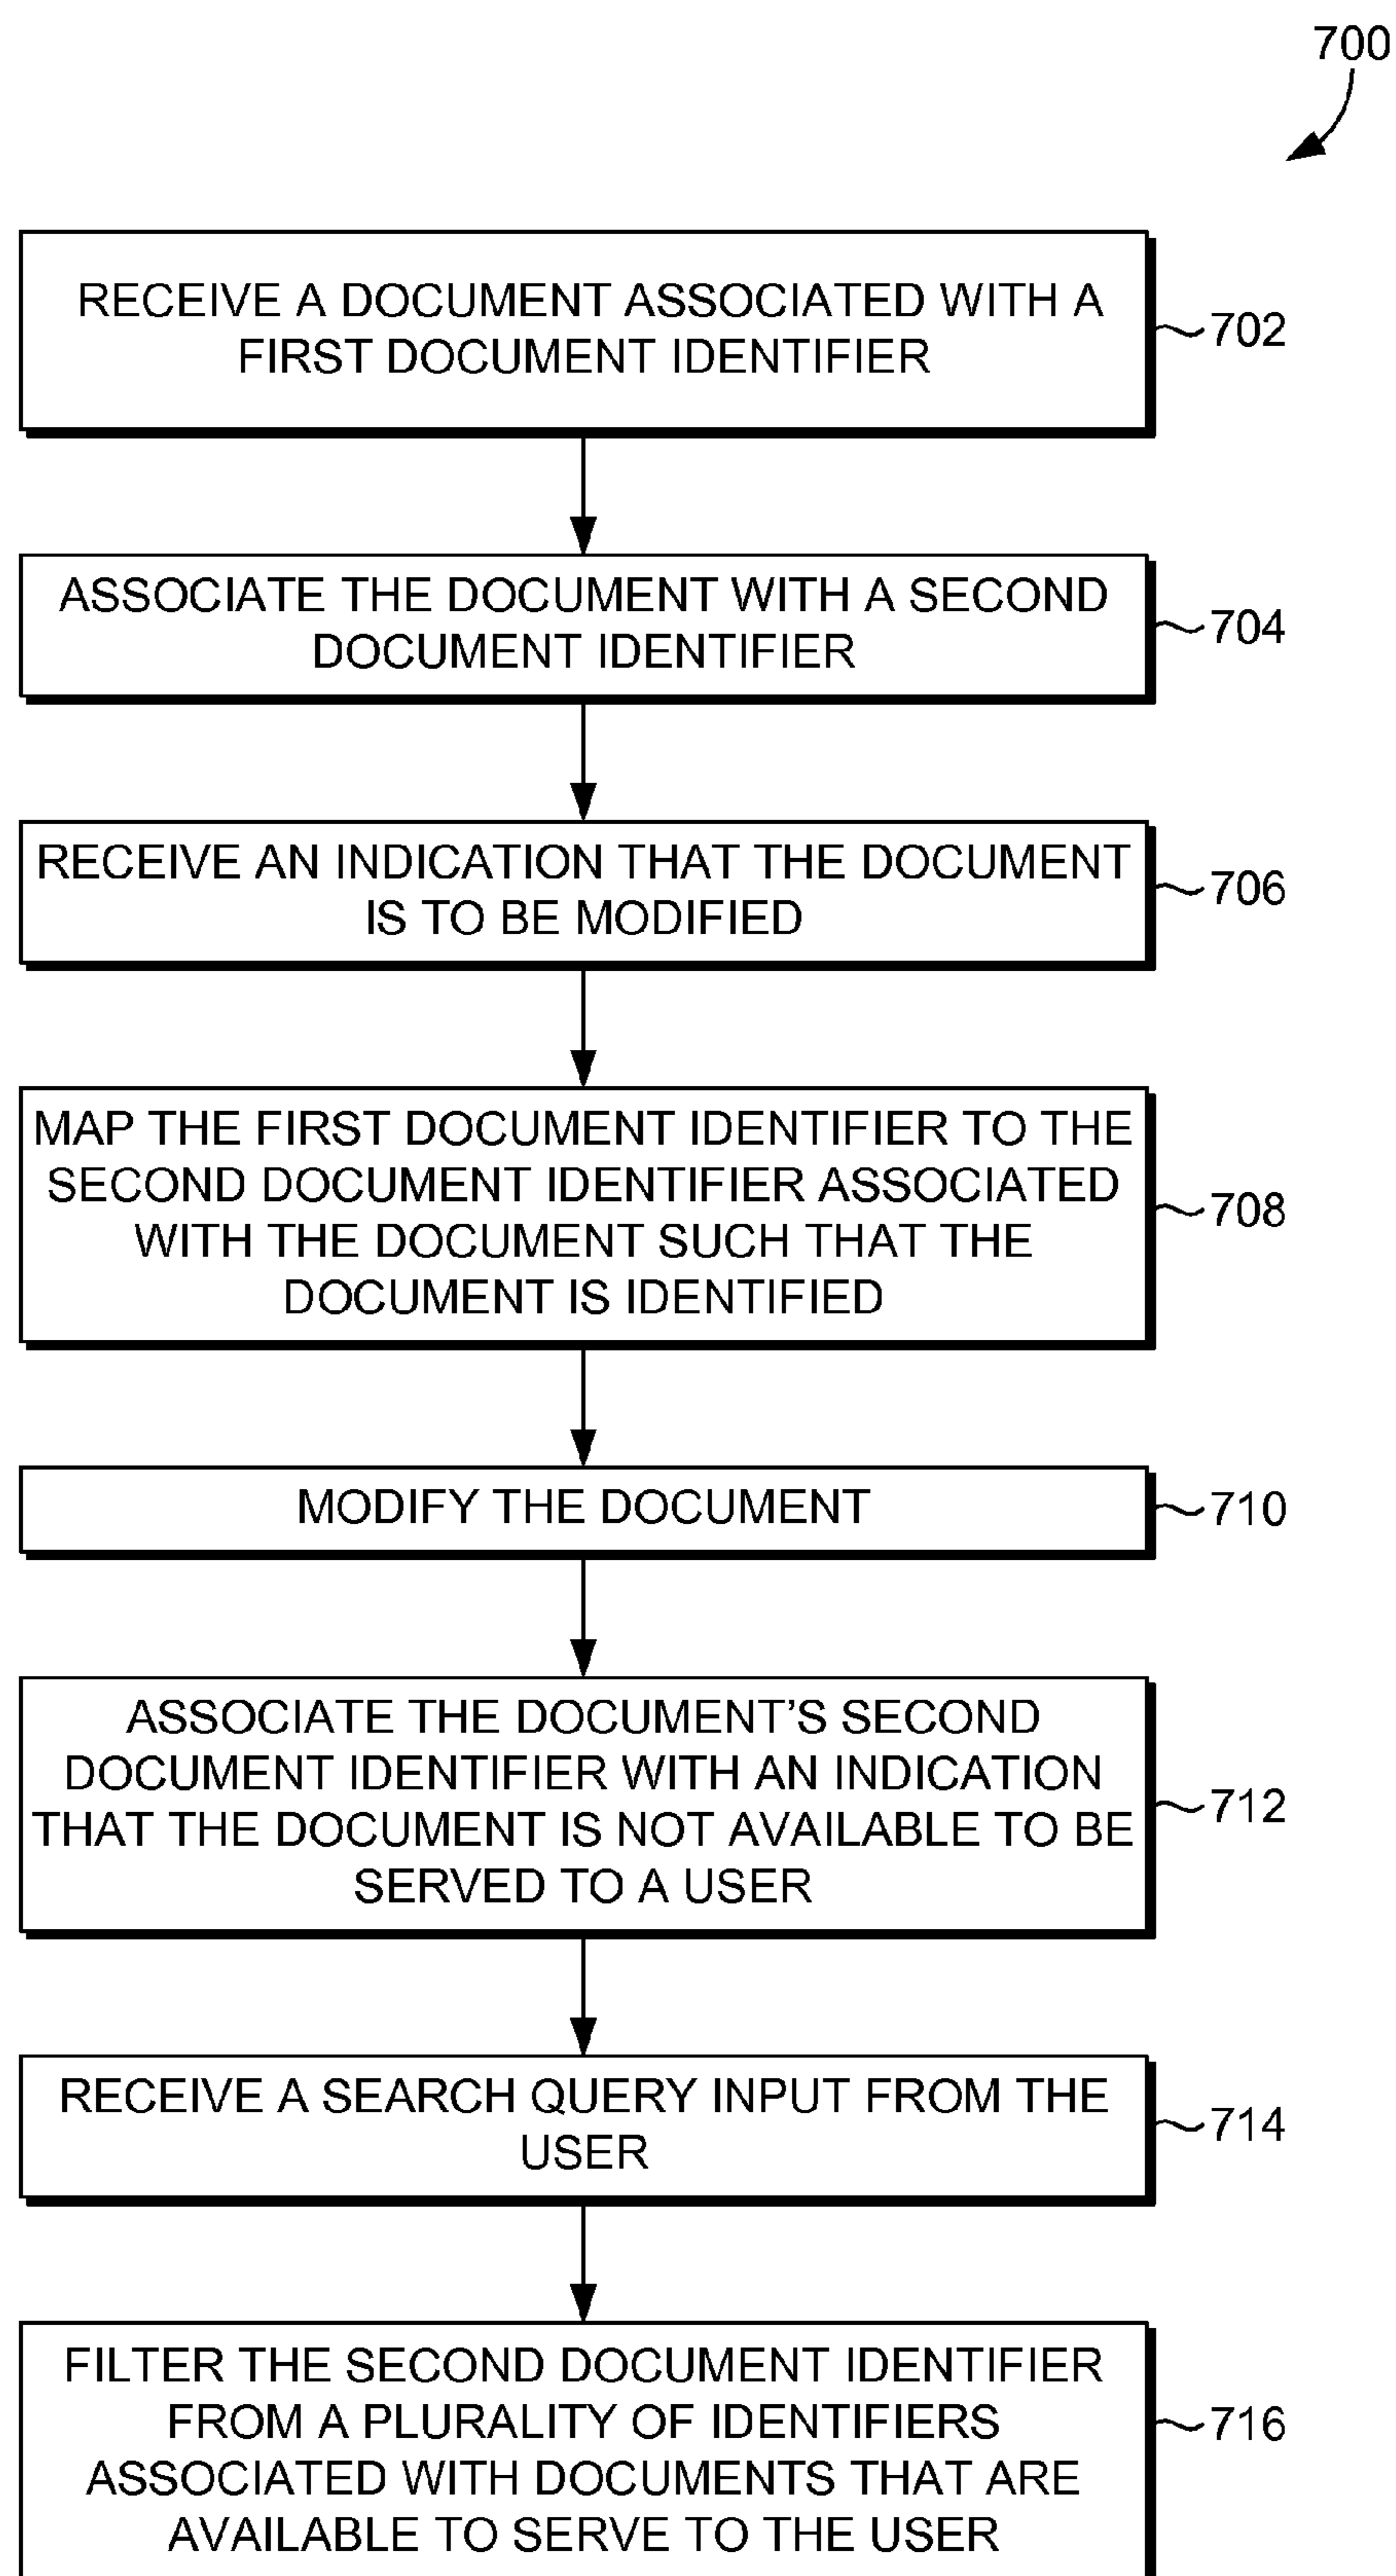 700
RECEIVE A DOCUMENT ASSOCIATED WITH A
FIRST DOCUMENT IDENTIFIER
702
ASSOCIATE THE DOCUMENT WITH A SECOND
DOCUMENT IDENTIFIER
704
RECEIVE AN INDICATION THAT THE DOCUMENT
IS TO BE MODIFIED
706
MAP THE FIRST DOCUMENT IDENTIFIER TO THE
SECOND DOCUMENT IDENTIFIER ASSOCIATED
WITH THE DOCUMENT SUCH THAT THE
DOCUMENT IS IDENTIFIED
708
MODIFY THE DOCUMENT
710
ASSOCIATE THE DOCUMENT’S SECOND
DOCUMENT IDENTIFIER WITH AN INDICATION
THAT THE DOCUMENT IS NOT AVAILABLE TO BE
SERVED TO A USER
712
RECEIVE A SEARCH QUERY INPUT FROM THE
USER
714
FILTER THE SECOND DOCUMENT IDENTIFIER
FROM A PLURALITY OF IDENTIFIERS
ASSOCIATED WITH DOCUMENTS THAT ARE
AVAILABLE TO SERVE TO THE USER
716